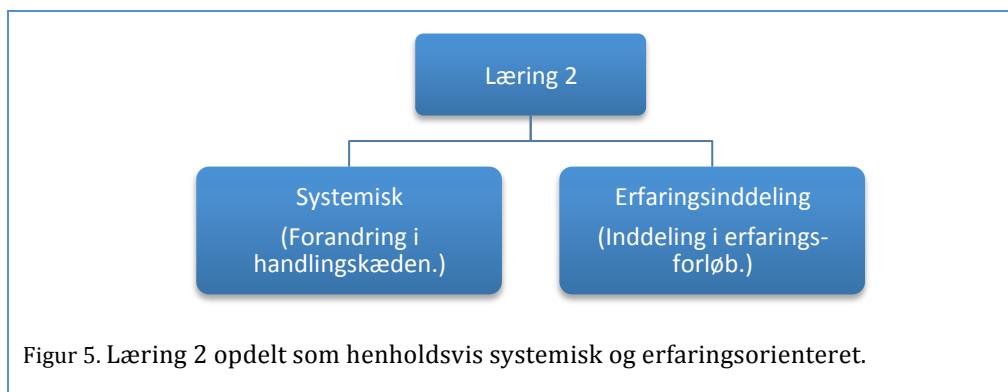 Læring 2
Systemisk
(Forandring i
handlingskæden.)
Erfaringsinddeling
(Inddeling i erfarings-
forløb.)
Figur 5. Læring 2 opdelt som henholdsvis systemisk og erfaringsorienteret.